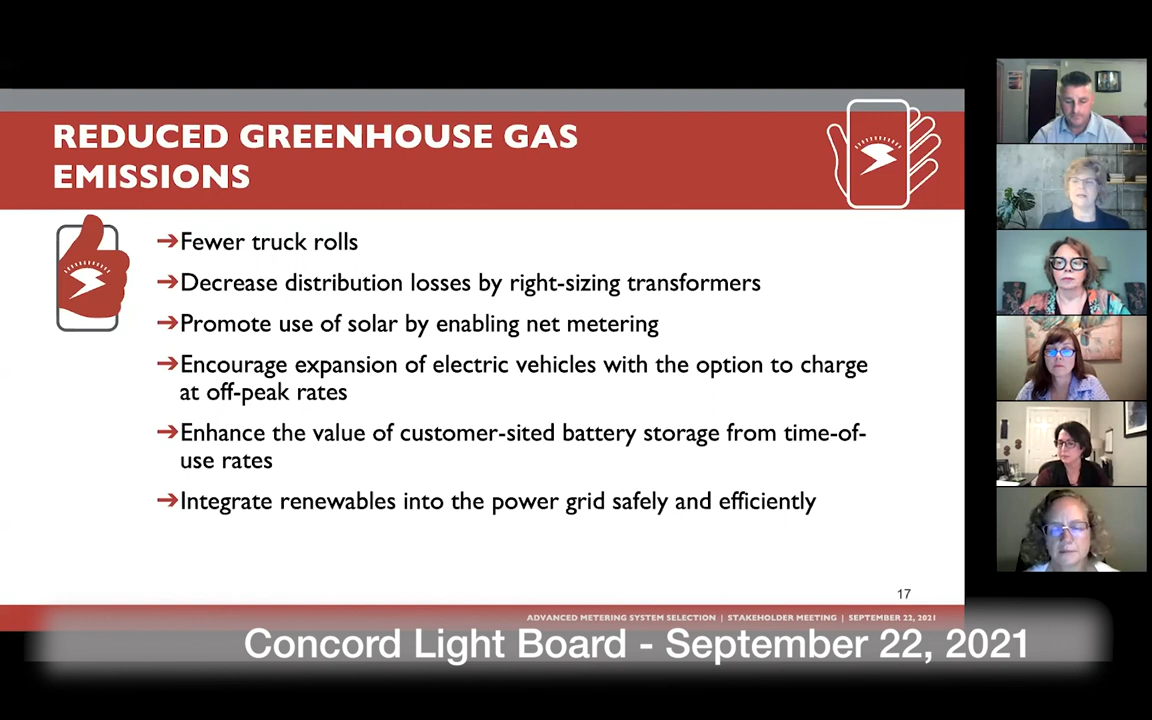 REDUCED GREENHOUSE GAS
EMISSIONS
➔Fewer truck rolls
➔Decrease distribution losses by right-sizing transformers
➔Promote use of solar by enabling net metering
➔Encourage expansion of electric vehicles with the option to charge
at off-peak rates
➔Enhance the value of customer-sited battery storage from time-of-
use rates
➔Integrate renewables into the power grid safely and efficiently
17
ADVANCED METERING SYSTEM SELECTION | STAKEHOLDER MEETING | SEPTEMBER 22, 2021
Concord Light Board - September 22, 2021